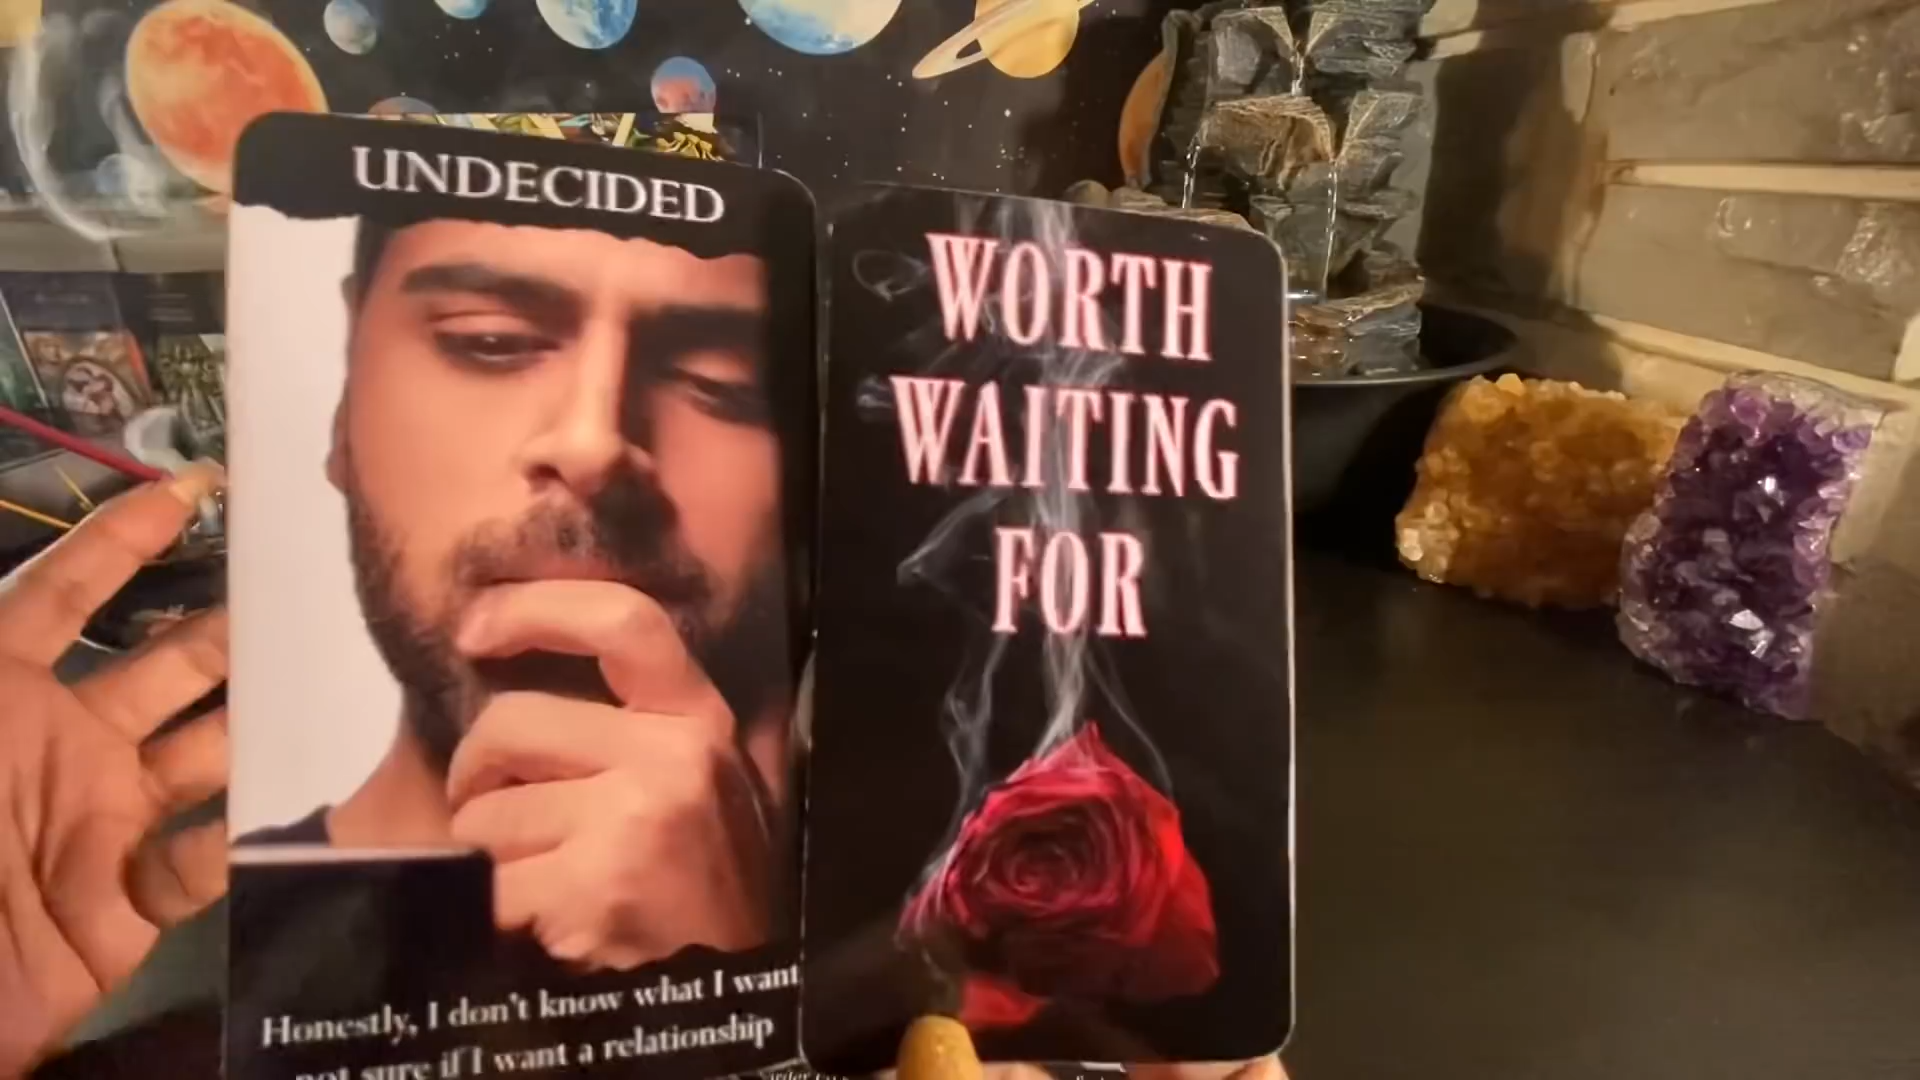 UNDECIDED
Honestly, I don't know what I want
not sure if I want a relationship
WORTH
WAITING
FOR